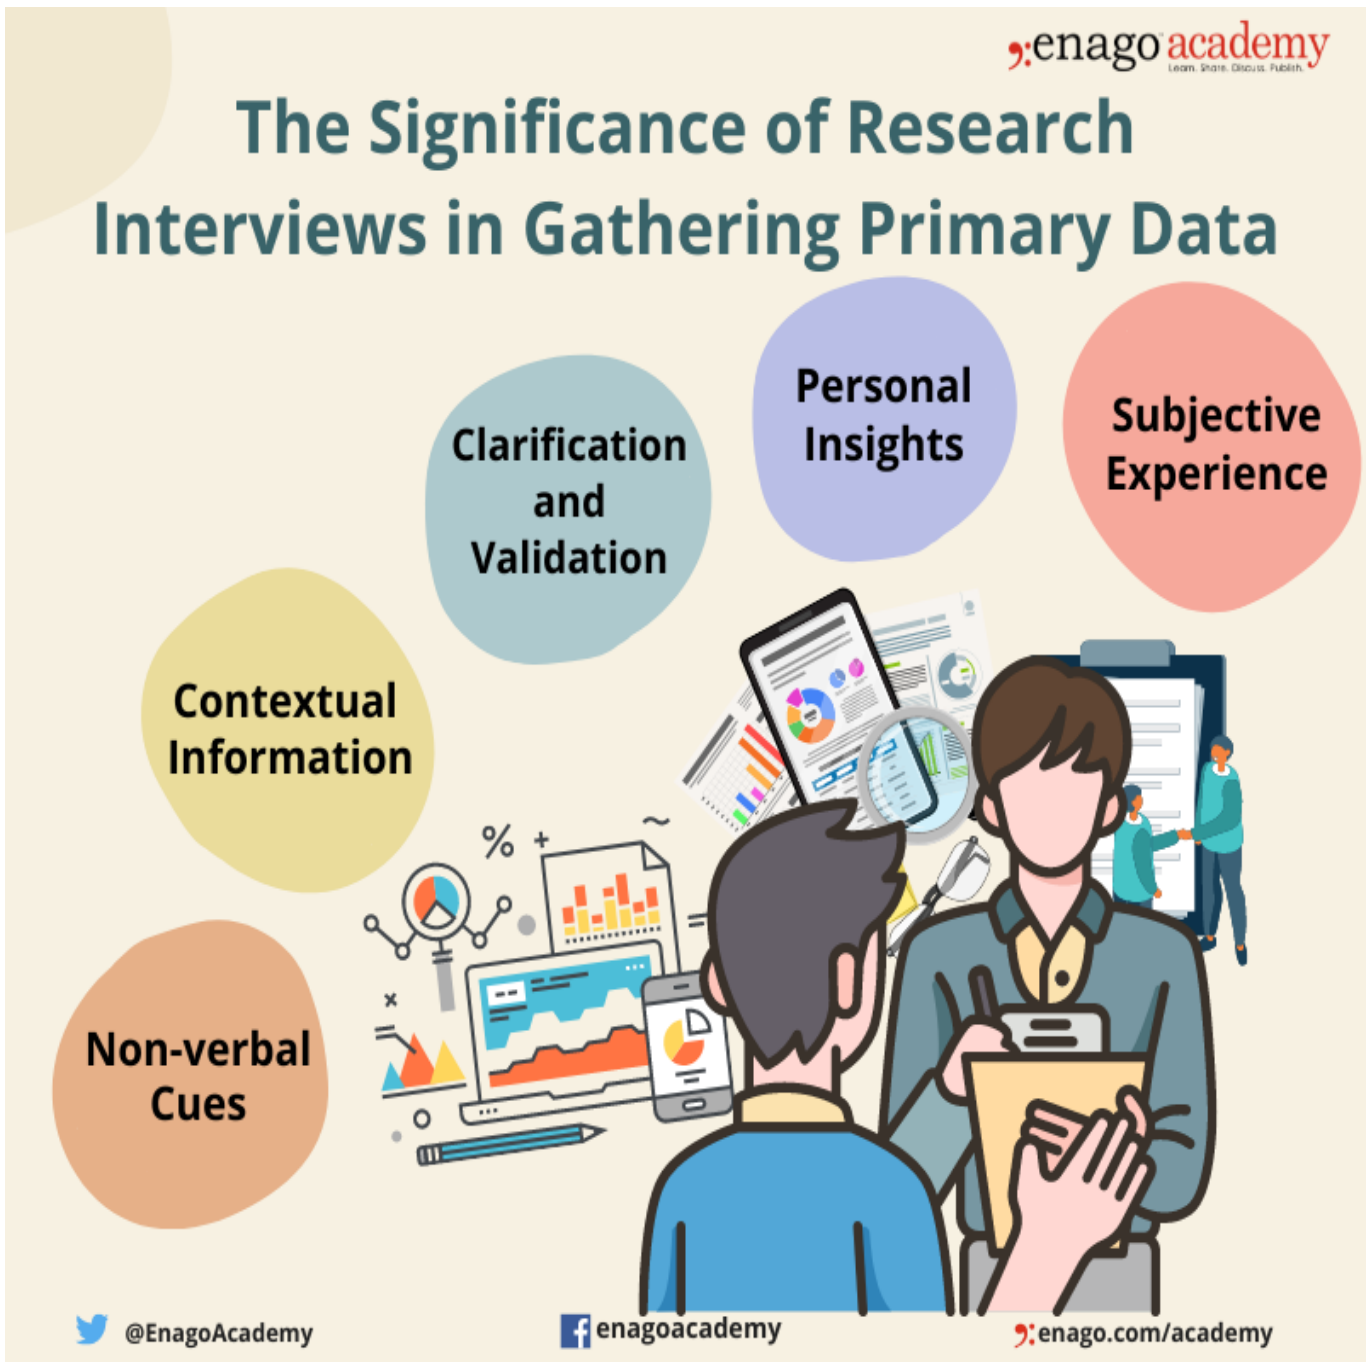 enago academy
Learn. Share. Discuss. Publish.
The Significance of Research
Interviews in Gathering Primary Data
Personal
Insights
Subjective
Experience
Clarification
and
Validation
Contextual
Information
Non-verbal
Cues
@EnagoAcademy
enagoacademy
enago.com/academy